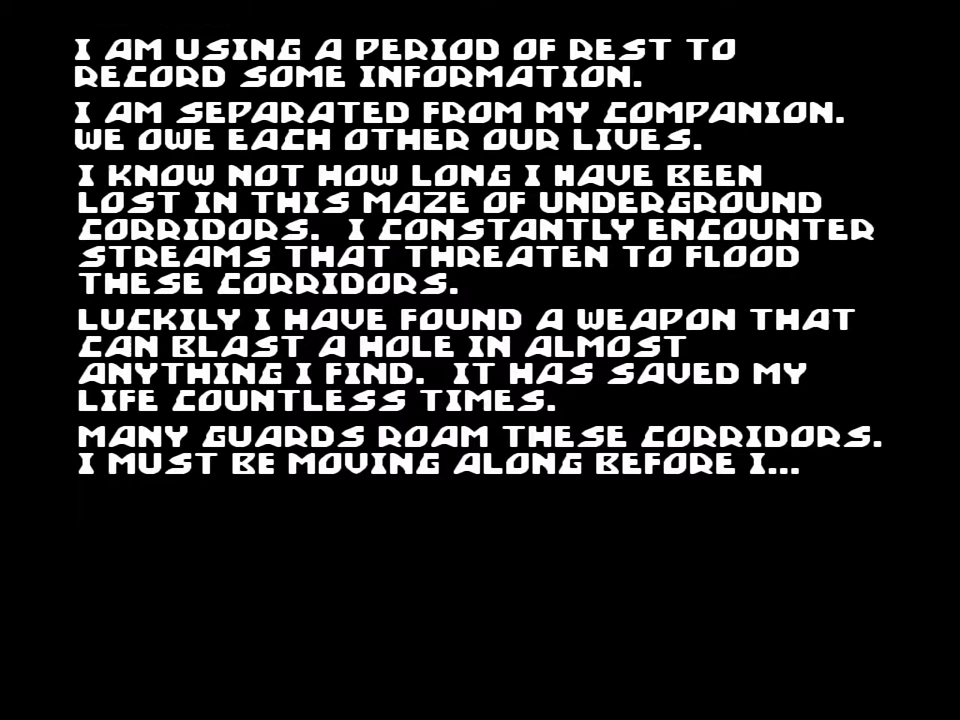 I AM USING A PERIOD OF REST TO
RECORD SOME INFORMATION.
I AM SEPARATED FROM MY COMPANION.
WE OWE EACH OTHER OUR LIVES.
I KNOW NOT HOW LONG I HAVE BEEN
LOST IN THIS MAZE OF UNDERGROUND
CORRIDORS. I CONSTANTLY ENCOUNTER
STREAMS THAT THREATEN TO FLOOD
THESE CORRIDORS.
LUCKILY I HAVE FOUND A WEAPON THAT
CAN BLAST A HOLE IN ALMOST
ANYTHING I FIND. IT HAS SAVED MY
LIFE COUNTLESS TIMES.
MANY GUARDS ROAM THESE CORRIDORS.
I MUST BE MOVING ALONG BEFORE I...